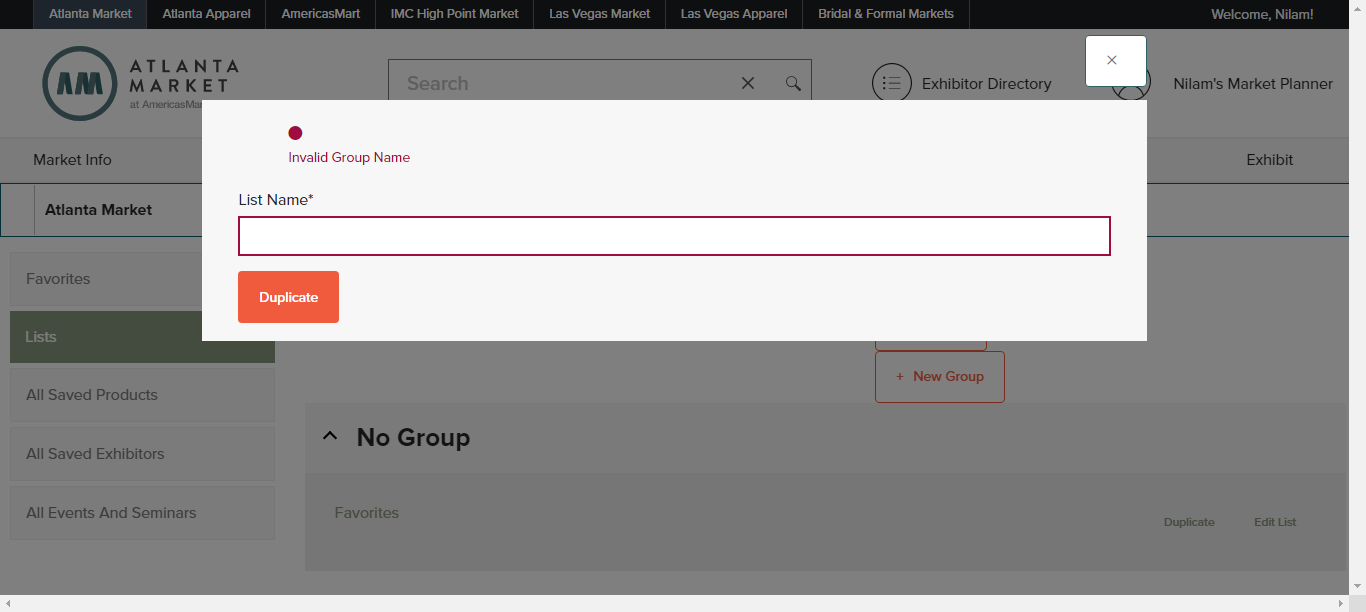 Atlanta Market Atlanta Apparel AmericasMart IMC High Point Market Las Vegas Market Las Vegas Apparel Bridal & Formal Markets Welcome, Nilam!
ATLANTA
MARKET
at AmericasMar
Search
Exhibitor Directory
Nilam's Market Planner
Market Info
Exhibit
Atlanta Market
Invalid Group Name
List Name*
Duplicate
Favorites
Lists
All Saved Products
All Saved Exhibitors
All Events And Seminars
+ New Group
No Group
Favorites
Duplicate Edit List